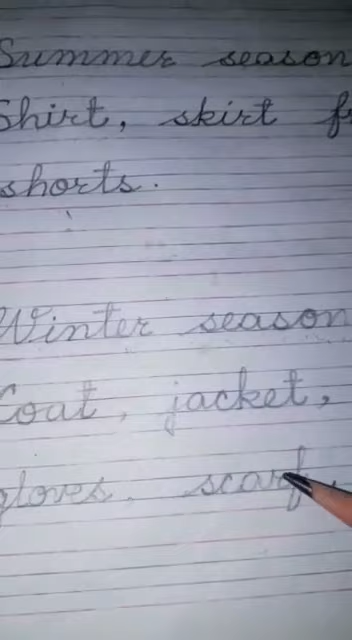 Summer season
Shirt, skirt
shorts.
Winter season
Coat, jacket,
gloves, scarf